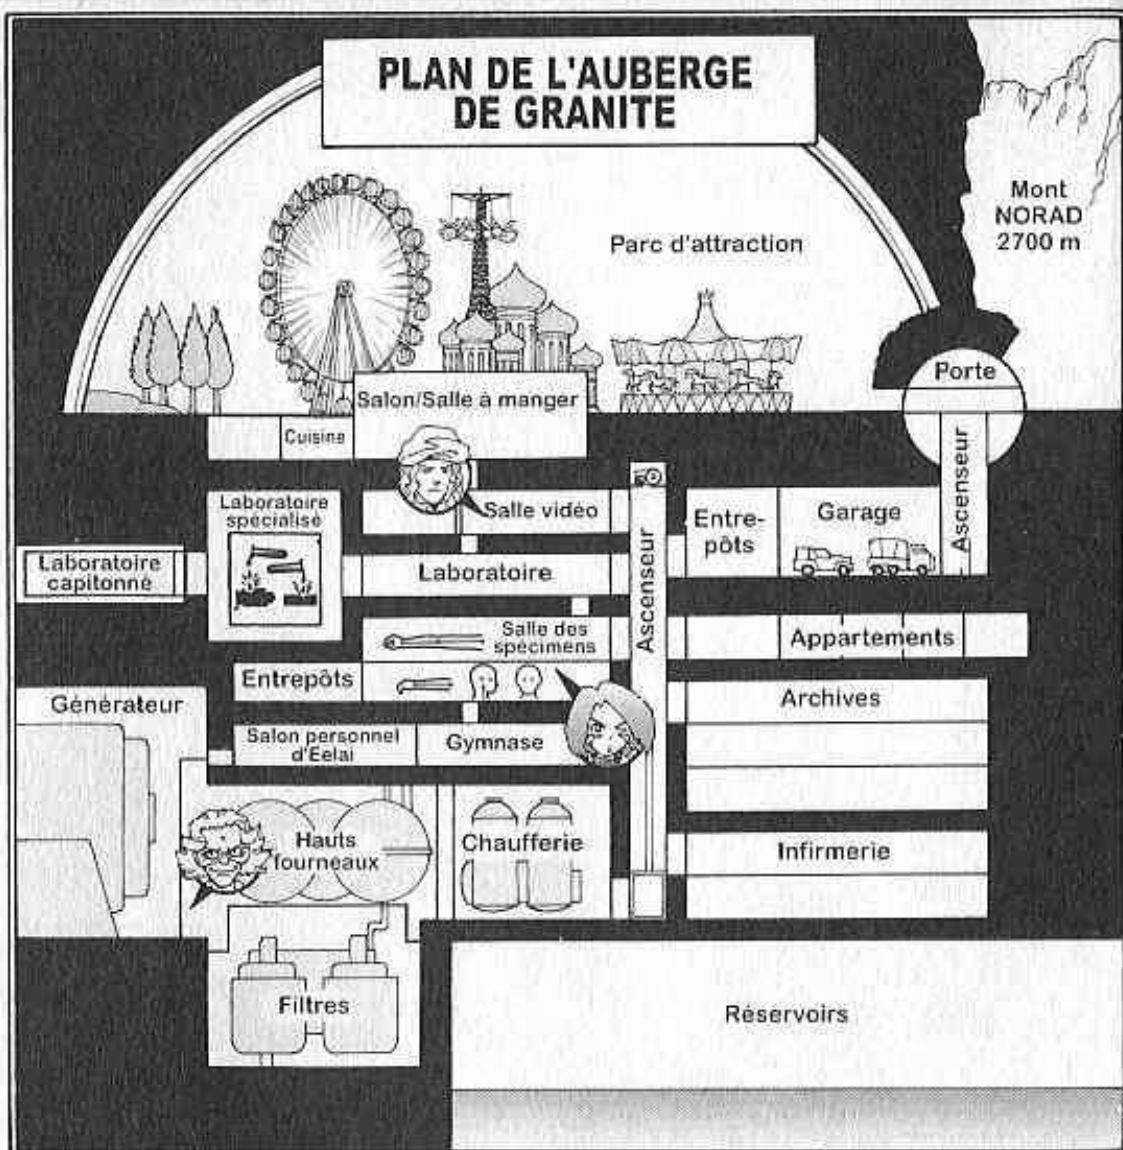 PLAN DE L'AUBERGE
DE GRANITE
Mont
NORAD
2700 m
Parc d'attraction
Porte
Salon/Salle à manger
Cuisine
Ascenseur
Laboratoire
spécialisé
Salle vidéo
Entre-
pôts
Garage
Laboratoire
capitonné
Laboratoire
Ascenseur
Salle des
spécimens
Appartements
Entrepôts
Archives
Générateur
Salon personnel
d'Eelai
Gymnase
Hauts
fourneaux
Chaufferie
Infirmerie
Filtres
Réservoirs